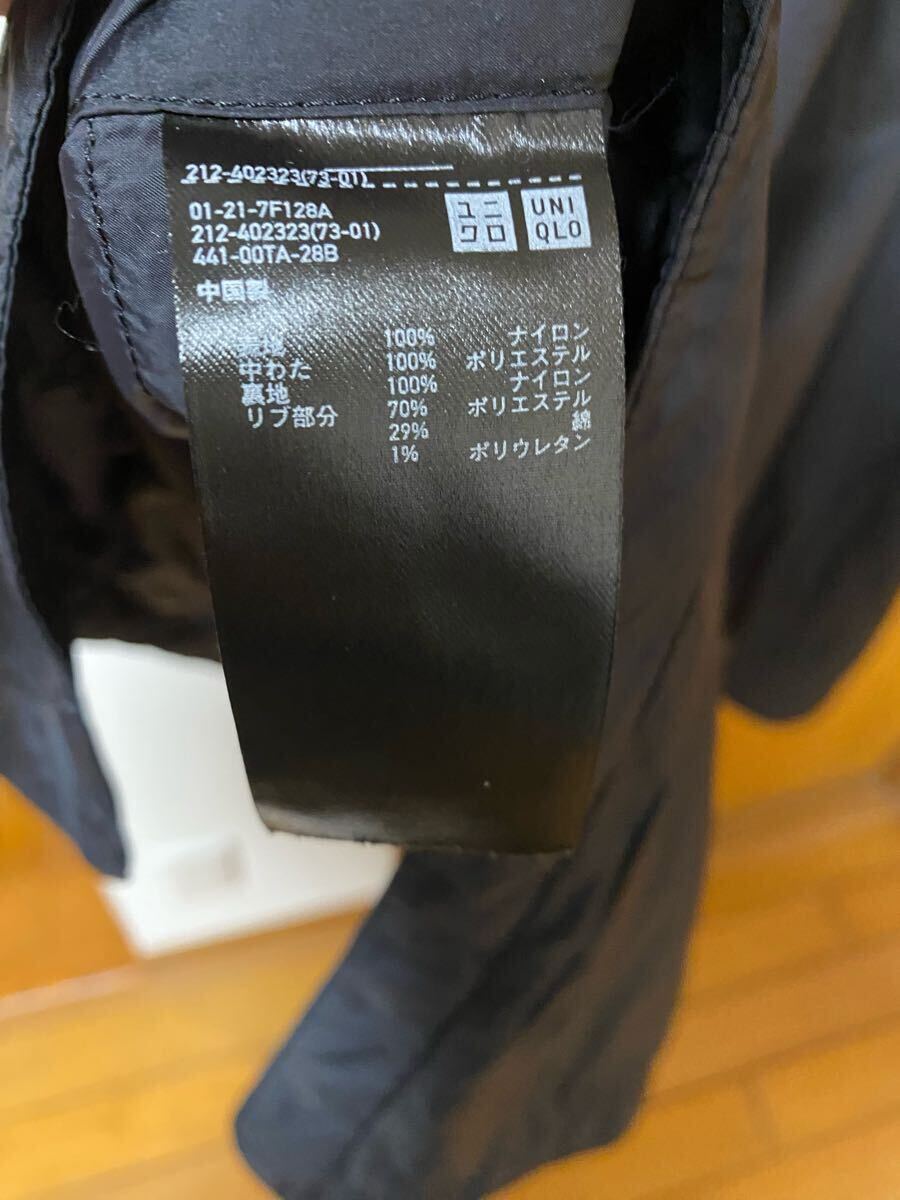 212-402323(73-01)
01-21-7F128A
212-402323(73-01)
441-00TA-28B
ユニクロ
UNIQLO
中国製
表地 100% ナイロン
中わた 100% ポリエステル
裏地 100% ナイロン
リブ部分 70% ポリエステル
29% 綿
1% ポリウレタン